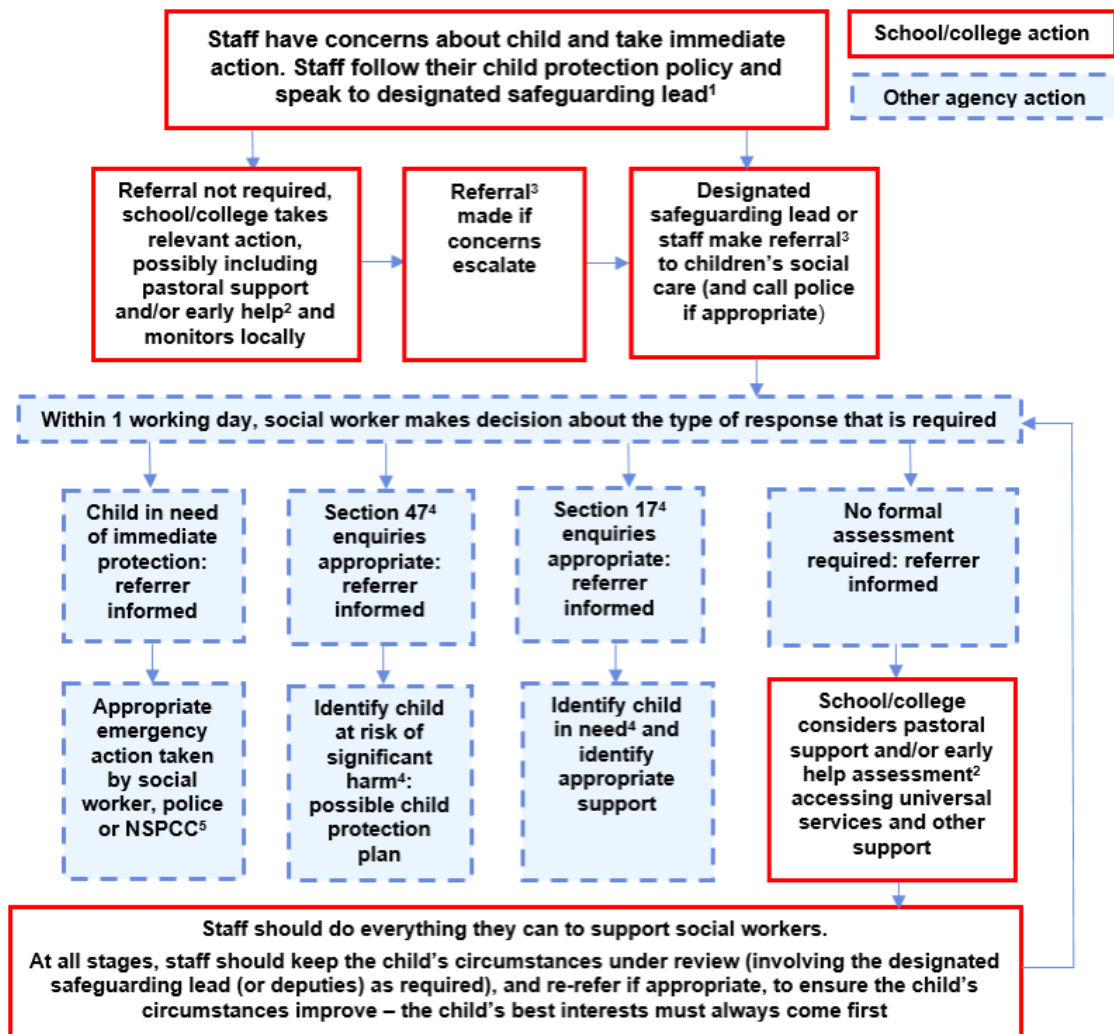 Staff have concerns about child and take immediate
action. Staff follow their child protection policy and
speak to designated safeguarding lead¹
School/college action
Other agency action
Referral not required,
school/college takes
relevant action,
possibly including
pastoral support
and/or early help² and
monitors locally
Referral³
made if
concerns
escalate
Designated
safeguarding lead or
staff make referral³
to children’s social
care (and call police
if appropriate)
Within 1 working day, social worker makes decision about the type of response that is required
Child in need
of immediate
protection:
referrer
informed
Section 47⁴
enquiries
appropriate:
referrer
informed
Section 17⁴
enquiries
appropriate:
referrer
informed
No formal
assessment
required: referrer
informed
Appropriate
emergency
action taken
by social
worker, police
or NSPCC⁵
Identify child
at risk of
significant
harm⁴:
possible child
protection
plan
Identify child
in need⁴ and
identify
appropriate
support
School/college
considers pastoral
support and/or early
help assessment²
accessing universal
services and other
support
Staff should do everything they can to support social workers.
At all stages, staff should keep the child’s circumstances under review (involving the designated
safeguarding lead (or deputies) as required), and re-refer if appropriate, to ensure the child’s
circumstances improve – the child’s best interests must always come first